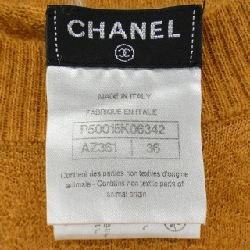 CHANEL
MADE IN ITALY
FABRIQUE EN ITALIE
P50015K06342
AZ361 36
Contient des parties non textiles d'origine
animale - Contains non textile parts of
animal origin